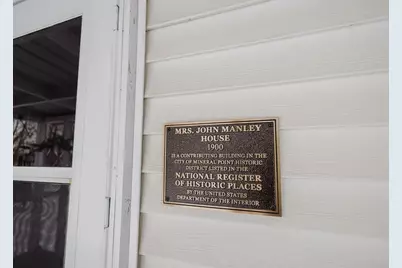 MRS. JOHN MANLEY
HOUSE
1900
IS A CONTRIBUTING BUILDING IN THE
CITY OF MINERAL POINT HISTORIC
DISTRICT LISTED IN THE
NATIONAL REGISTER
OF HISTORIC PLACES
BY THE UNITED STATES
DEPARTMENT OF THE INTERIOR